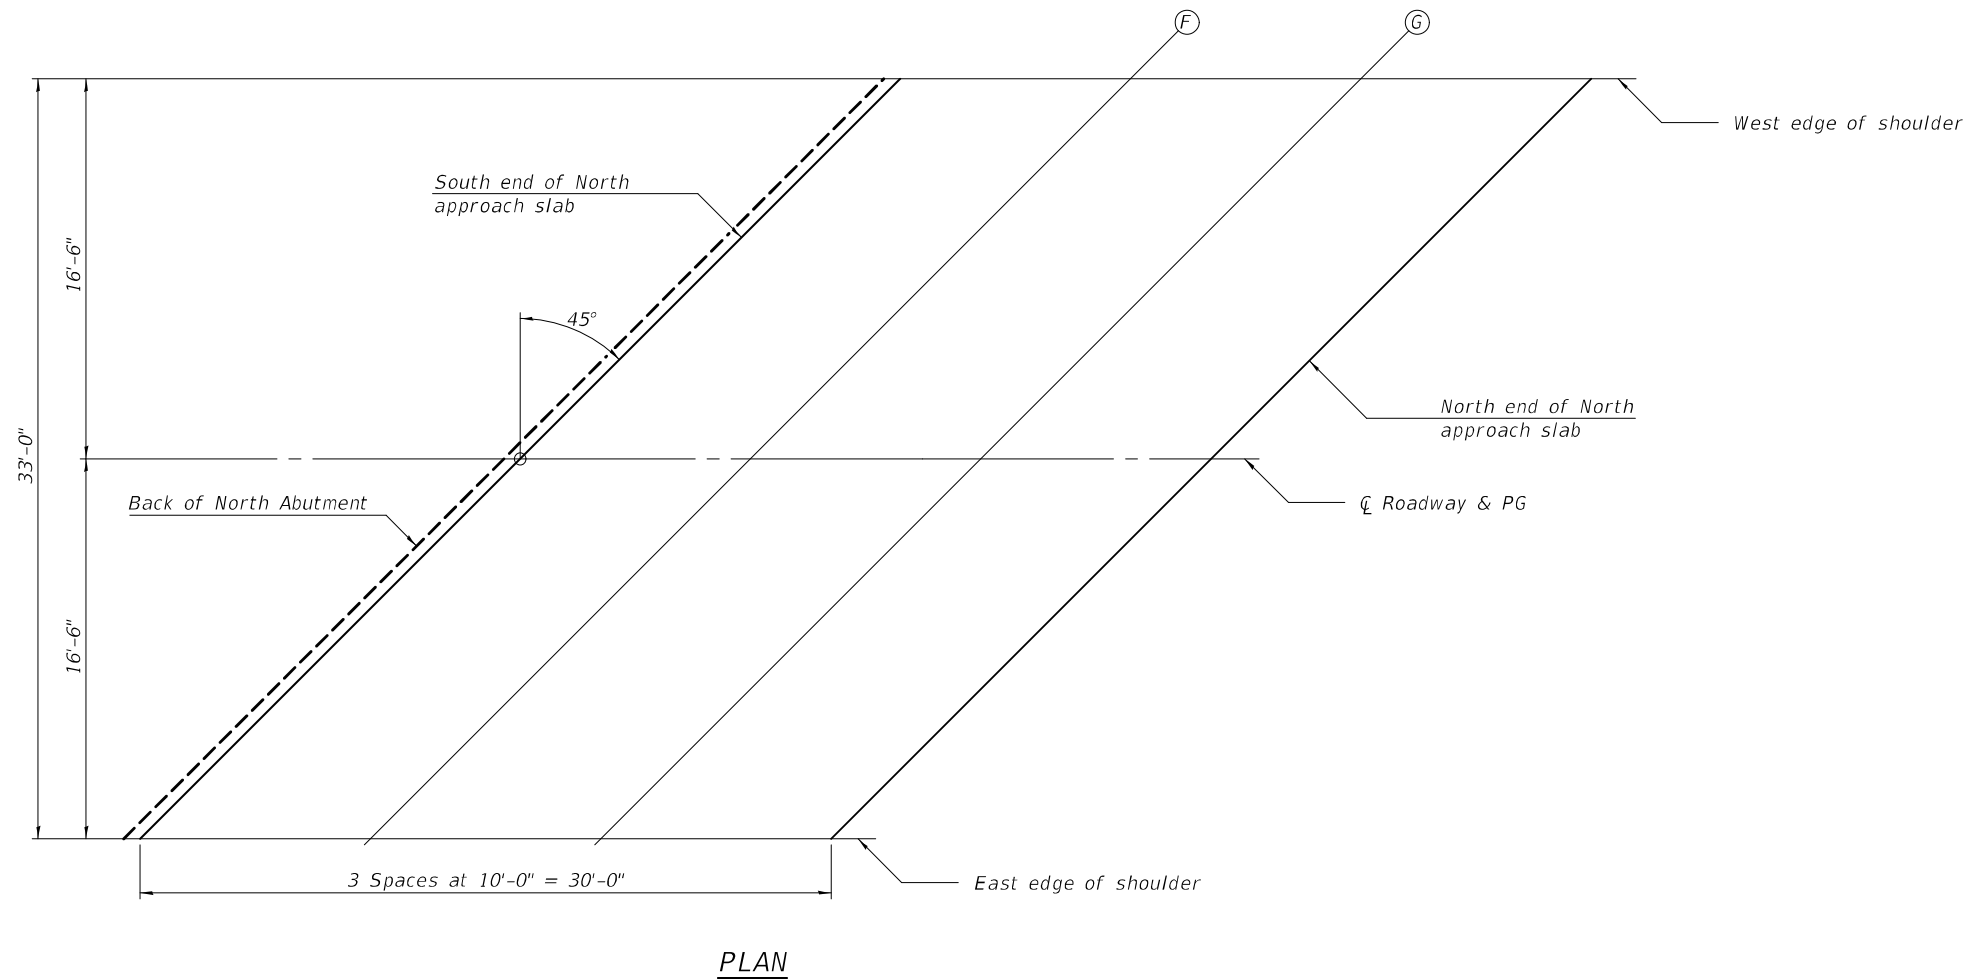 F
G
West edge of shoulder
South end of North
approach slab
16'-6"
45°
33'-0"
North end of North
approach slab
Back of North Abutment
℄ Roadway & PG
16'-6"
3 Spaces at 10'-0" = 30'-0"
East edge of shoulder
PLAN